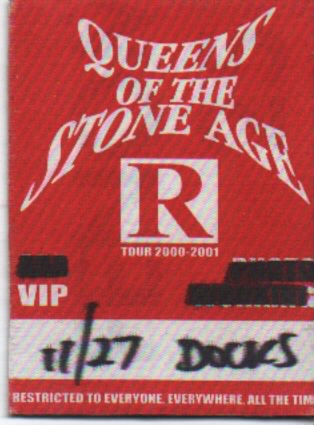 QUEENS
OF THE
STONE AGE
R
TOUR 2000-2001
VIP
11/27 DOCKS
RESTRICTED TO EVERYONE, EVERYWHERE, ALL THE TIM